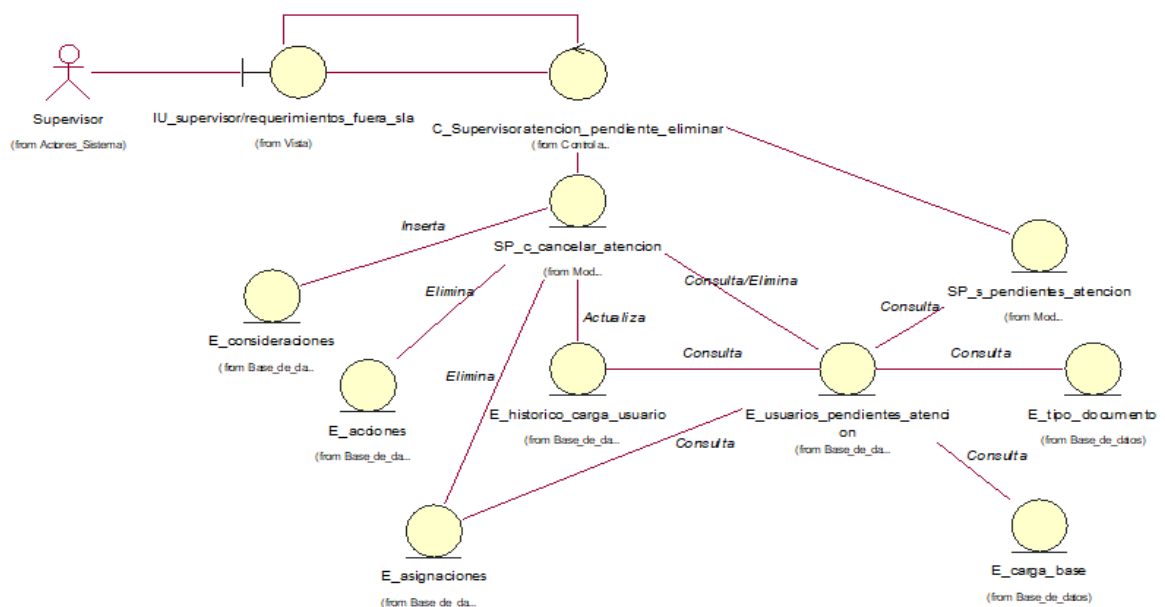 Supervisor
(from Actores_Sistema)
IU_supervisor/requerimientos_fuera_sla
(from Vista)
C_Supervisoratencion_pendiente_eliminar
(from Controla...
Inserta
SP_c_cancelar_atencion
(from Mod...
Elimina
Consulta/Elimina
SP_s_pendientes_atencion
(from Mod...
Consulta
Actualiza
E_consideraciones
(from Base_de_da...
Elimina
Consulta
Consulta
E_acciones
(from Base_de_da...
E_historico_carga_usuario
(from Base_de_da...
E_usuarios_pendientes_atenci
on
(from Base_de_da...
E_tipo_documento
(from Base_de_datos)
Consulta
Consulta
E_asignaciones
(from Base_de_da...
E_carga_base
(from Base_de_datos)